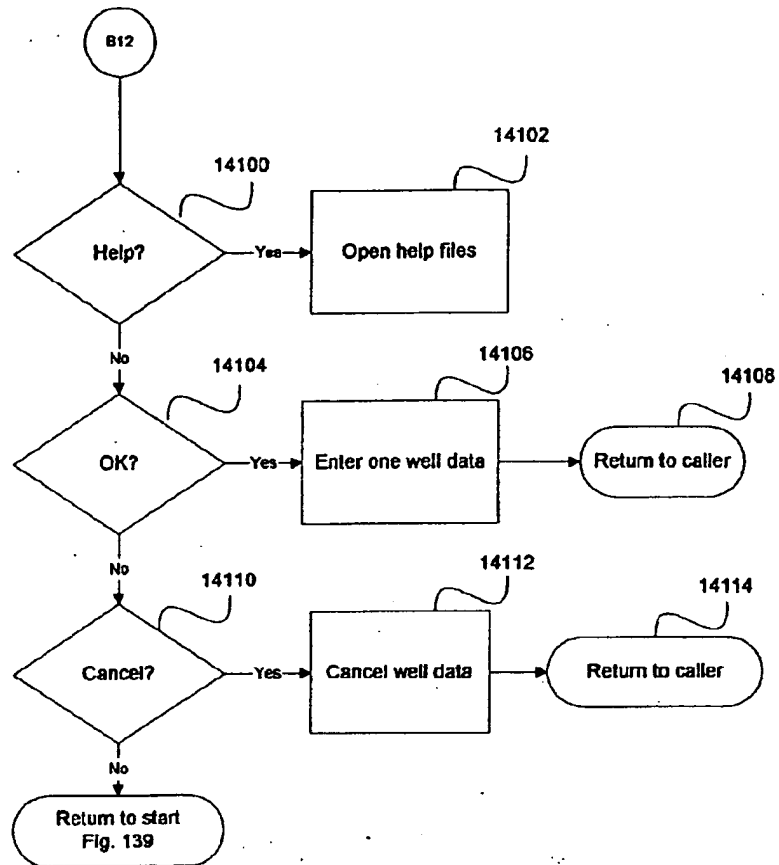 B12
14100
14102
Help?
Yes
Open help files
No
14104
14106
14108
OK?
Yes
Enter one well data
Return to caller
No
14110
14112
14114
Cancel?
Yes
Cancel well data
Return to caller
No
Return to start
Fig. 139